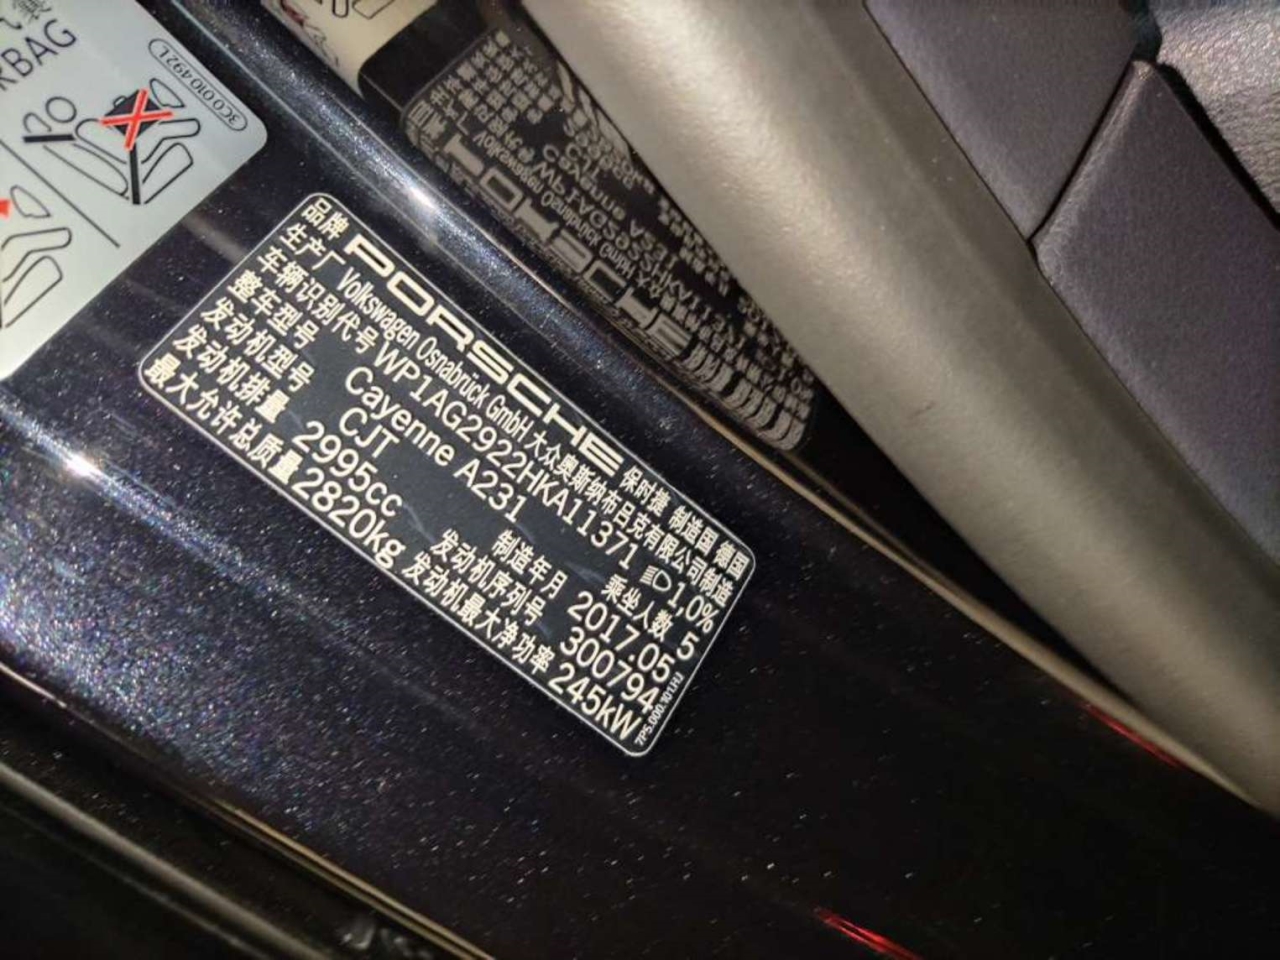 RBAG
3C0010492L
品牌 PORSCHE 保时捷 制造国 德国
生产厂 Volkswagen Osnabrück GmbH 大众奥斯纳布吕克有限公司制造
车辆识别代号 WP1AG2922HKA11371 1,0%
整车型号 Cayenne A231 乘坐人数 5
发动机型号 CJT 制造年月 2017.05
发动机排量 2995cc 发动机序列号 300794
最大允许总质量 2820kg 发动机最大净功率 245kW
7P5.000.101.HJ